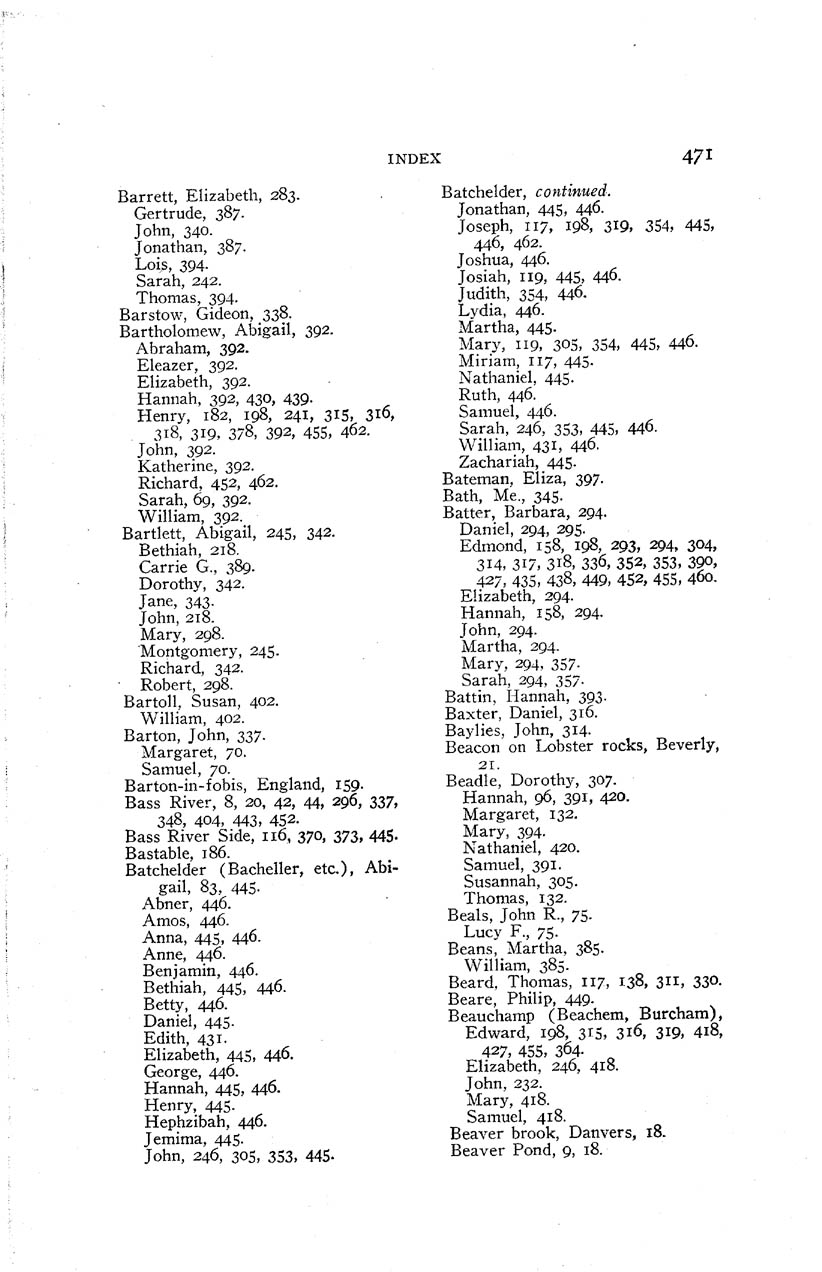 INDEX 471
Barrett, Elizabeth, 283.
Gertrude, 387.
John, 340.
Jonathan, 387.
Lois, 394.
Sarah, 242.
Thomas, 394.
Barstow, Gideon, 338.
Bartholomew, Abigail, 392.
Abraham, 392.
Eleazer, 392.
Elizabeth, 392.
Hannah, 392, 430, 439.
Henry, 182, 198, 241, 315, 316,
318, 319, 378, 392, 455, 462.
John, 392.
Katherine, 392.
Richard, 452, 462.
Sarah, 69, 392.
William, 392.
Bartlett, Abigail, 245, 342.
Bethiah, 218.
Carrie G., 389.
Dorothy, 342.
Jane, 343.
John, 218.
Mary, 298.
Montgomery, 245.
Richard, 342.
Robert, 298.
Bartoll, Susan, 402.
William, 402.
Barton, John, 337.
Margaret, 70.
Samuel, 70.
Barton-in-fobis, England, 159.
Bass River, 8, 20, 42, 44, 296, 337,
348, 404, 443, 452.
Bass River Side, 116, 370, 373, 445.
Bastable, 186.
Batchelder (Bacheller, etc.), Abi-
gail, 83, 445.
Abner, 446.
Amos, 446.
Anna, 445, 446.
Anne, 446.
Benjamin, 446.
Bethiah, 445, 446.
Betty, 446.
Daniel, 445.
Edith, 431.
Elizabeth, 445, 446.
George, 446.
Hannah, 445, 446.
Henry, 445.
Hephzibah, 446.
Jemima, 445.
John, 246, 305, 353, 445.
Batchelder, continued.
Jonathan, 445, 446.
Joseph, 117, 198, 319, 354, 445,
446, 462.
Joshua, 446.
Josiah, 119, 445, 446.
Judith, 354, 446.
Lydia, 446.
Martha, 445.
Mary, 119, 305, 354, 445, 446.
Miriam, 117, 445.
Nathaniel, 445.
Ruth, 446.
Samuel, 446.
Sarah, 246, 353, 445, 446.
William, 431, 446.
Zachariah, 445.
Bateman, Eliza, 397.
Bath, Me., 345.
Batter, Barbara, 294.
Daniel, 294, 295.
Edmond, 158, 198, 293, 294, 304,
314, 317, 318, 336, 352, 353, 390,
427, 435, 438, 449, 452, 455, 460.
Elizabeth, 294.
Hannah, 158, 294.
John, 294.
Martha, 294.
Mary, 294, 357.
Sarah, 294, 357.
Battin, Hannah, 393.
Baxter, Daniel, 316.
Baylies, John, 314.
Beacon on Lobster rocks, Beverly,
21.
Beadle, Dorothy, 307.
Hannah, 96, 391, 420.
Margaret, 132.
Mary, 394.
Nathaniel, 420.
Samuel, 391.
Susannah, 305.
Thomas, 132.
Beals, John R., 75.
Lucy F., 75.
Beans, Martha, 385.
William, 385.
Beard, Thomas, 117, 138, 311, 330.
Beare, Philip, 449.
Beauchamp (Beachem, Burcham),
Edward, 198, 315, 316, 319, 418,
427, 455, 364.
Elizabeth, 246, 418.
John, 232.
Mary, 418.
Samuel, 418.
Beaver brook, Danvers, 18.
Beaver Pond, 9, 18.